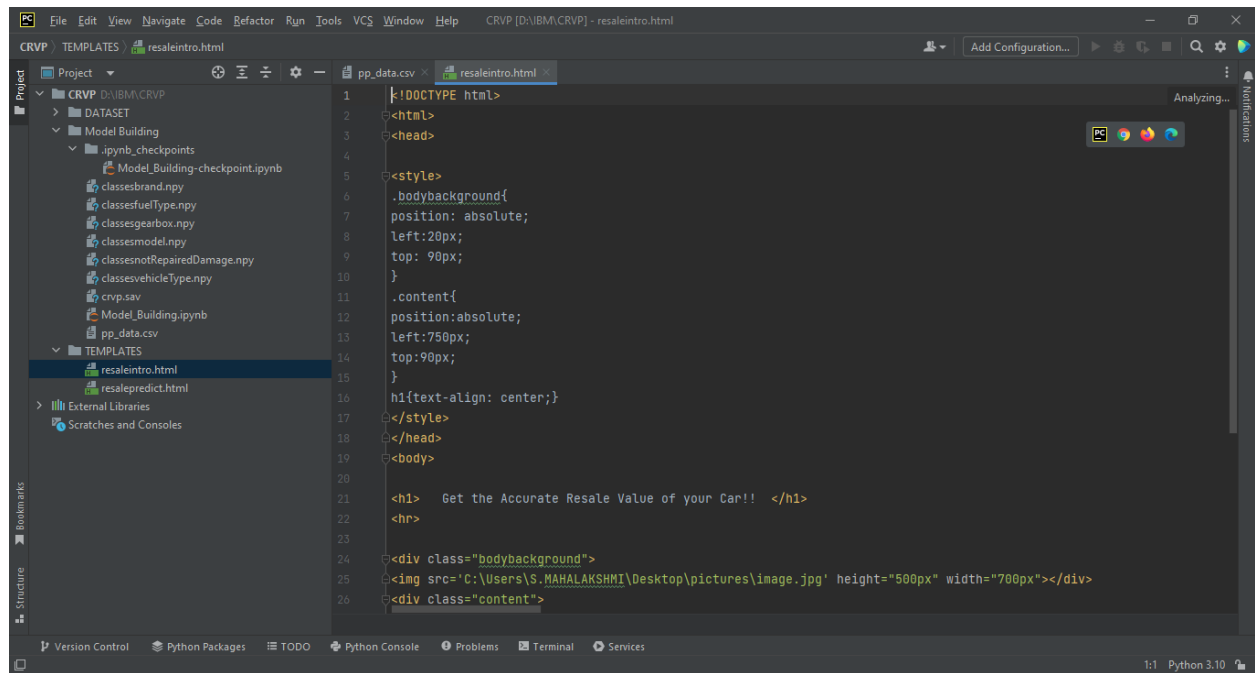 PC File Edit View Navigate Code Refactor Run Tools VCS Window Help CRVP [D:\IBM\CRVP] - resaleintro.html
CRVP TEMPLATES resaleintro.html Add Configuration...
Project Project pp_data.csv resaleintro.html Notifications
CRVP D:\IBM\CRVP
DATASET
Model Building
.ipynb_checkpoints
Model_Building-checkpoint.ipynb
classesbrand.npy
classesfuelType.npy
classesgearbox.npy
classesmodel.npy
classesnotRepairedDamage.npy
classesvehicleType.npy
crvp.sav
Model_Building.ipynb
pp_data.csv
TEMPLATES
resaleintro.html
resalepredict.html
External Libraries
Scratches and Consoles
Bookmarks
Structure
Analyzing...
PC
1 <!DOCTYPE html>
2 <html>
3 <head>
4
5 <style>
6 .bodybackground{
7 position: absolute;
8 left:20px;
9 top: 90px;
10 }
11 .content{
12 position:absolute;
13 left:750px;
14 top:90px;
15 }
16 h1{text-align: center;}
17 </style>
18 </head>
19 <body>
20
21 <h1>   Get the Accurate Resale Value of your Car!!  </h1>
22 <hr>
23
24 <div class="bodybackground">
25 <img src='C:\Users\S.MAHALAKSHMI\Desktop\pictures\image.jpg' height="500px" width="700px"></div>
26 <div class="content">
Version Control Python Packages TODO Python Console Problems Terminal Services
1:1 Python 3.10